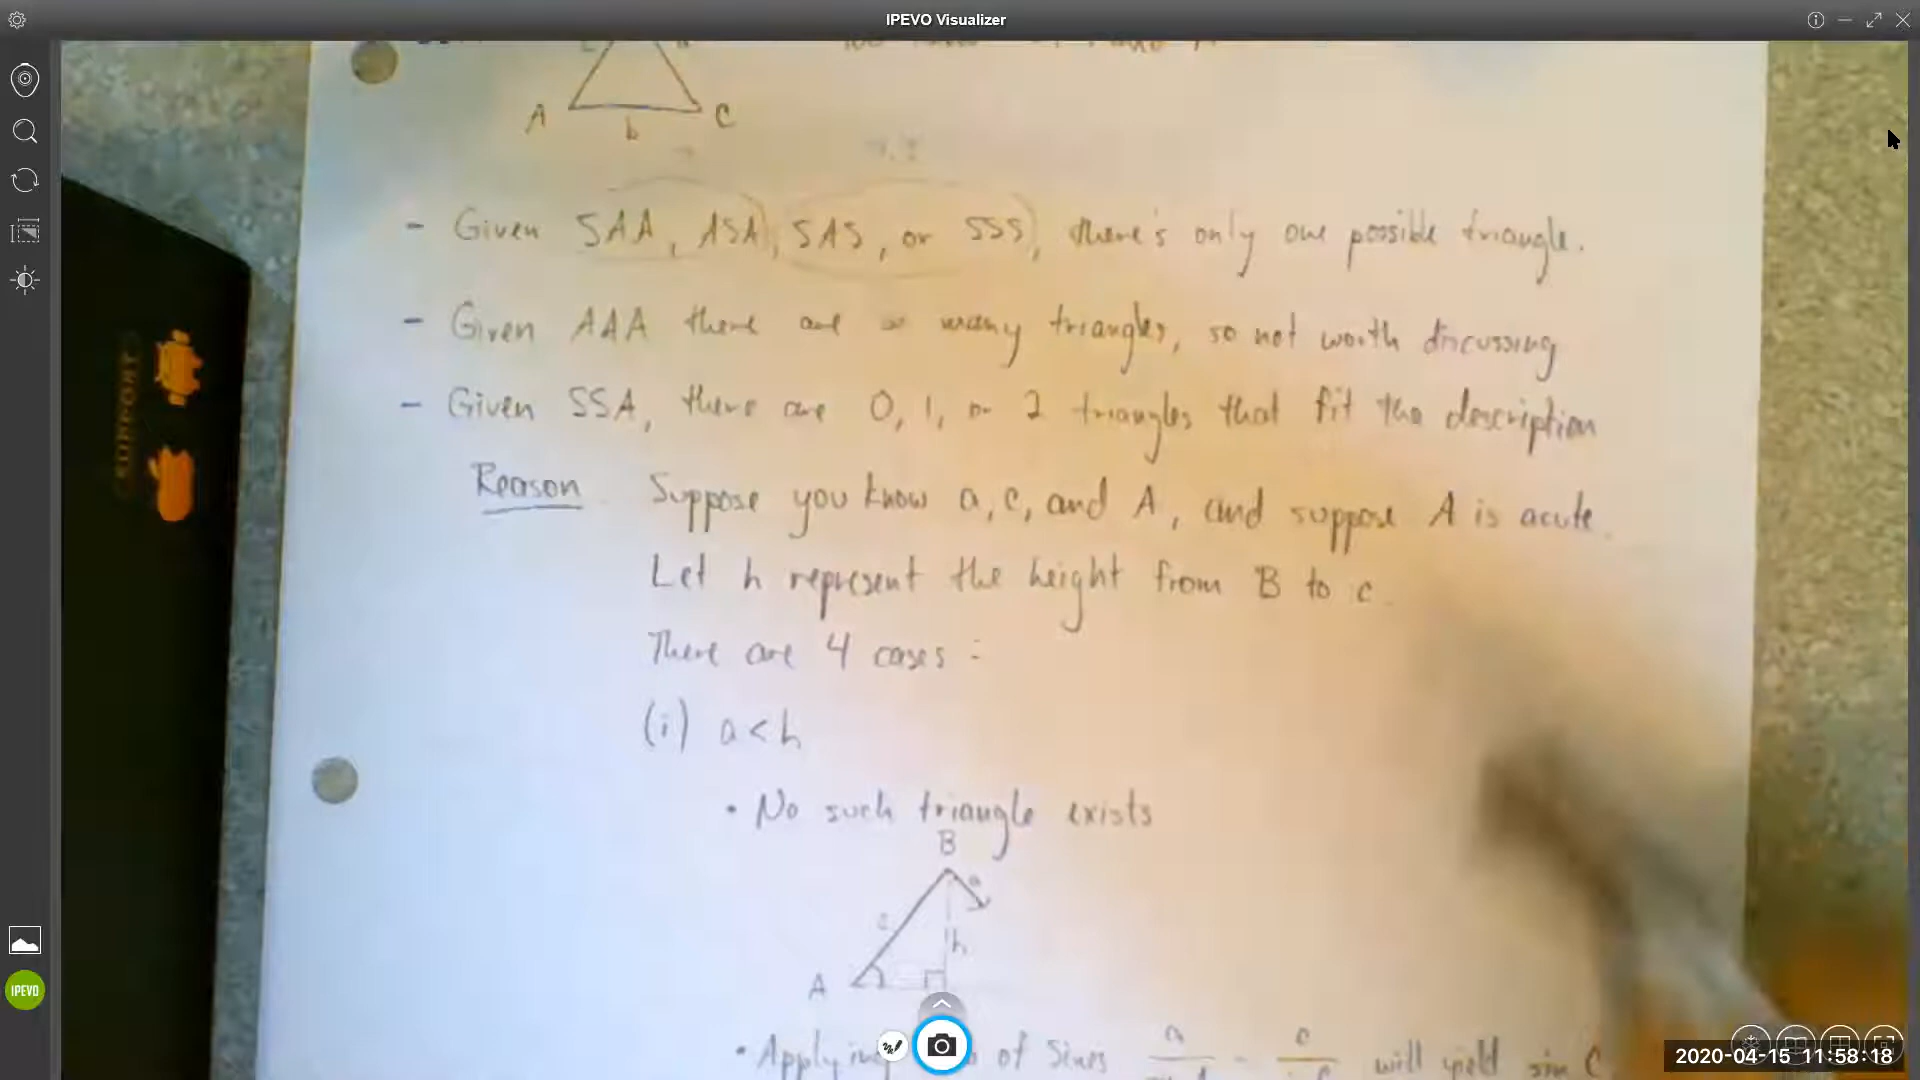 IPEVO Visualizer
A b C
- Given SAA, ASA, SAS, or SSS, there's only one possible triangle.
- Given AAA there are ∞ many triangles, so not worth discussing
- Given SSA, there are 0, 1, or 2 triangles that fit the description
Reason Suppose you know a, c, and A, and suppose A is acute.
Let h represent the height from B to c.
There are 4 cases:
(i) a < h
• No such triangle exists
B
a
c
h
A
• Applying of Sines a c will yield sin C
IPEVO
2020-04-15 11:58:18